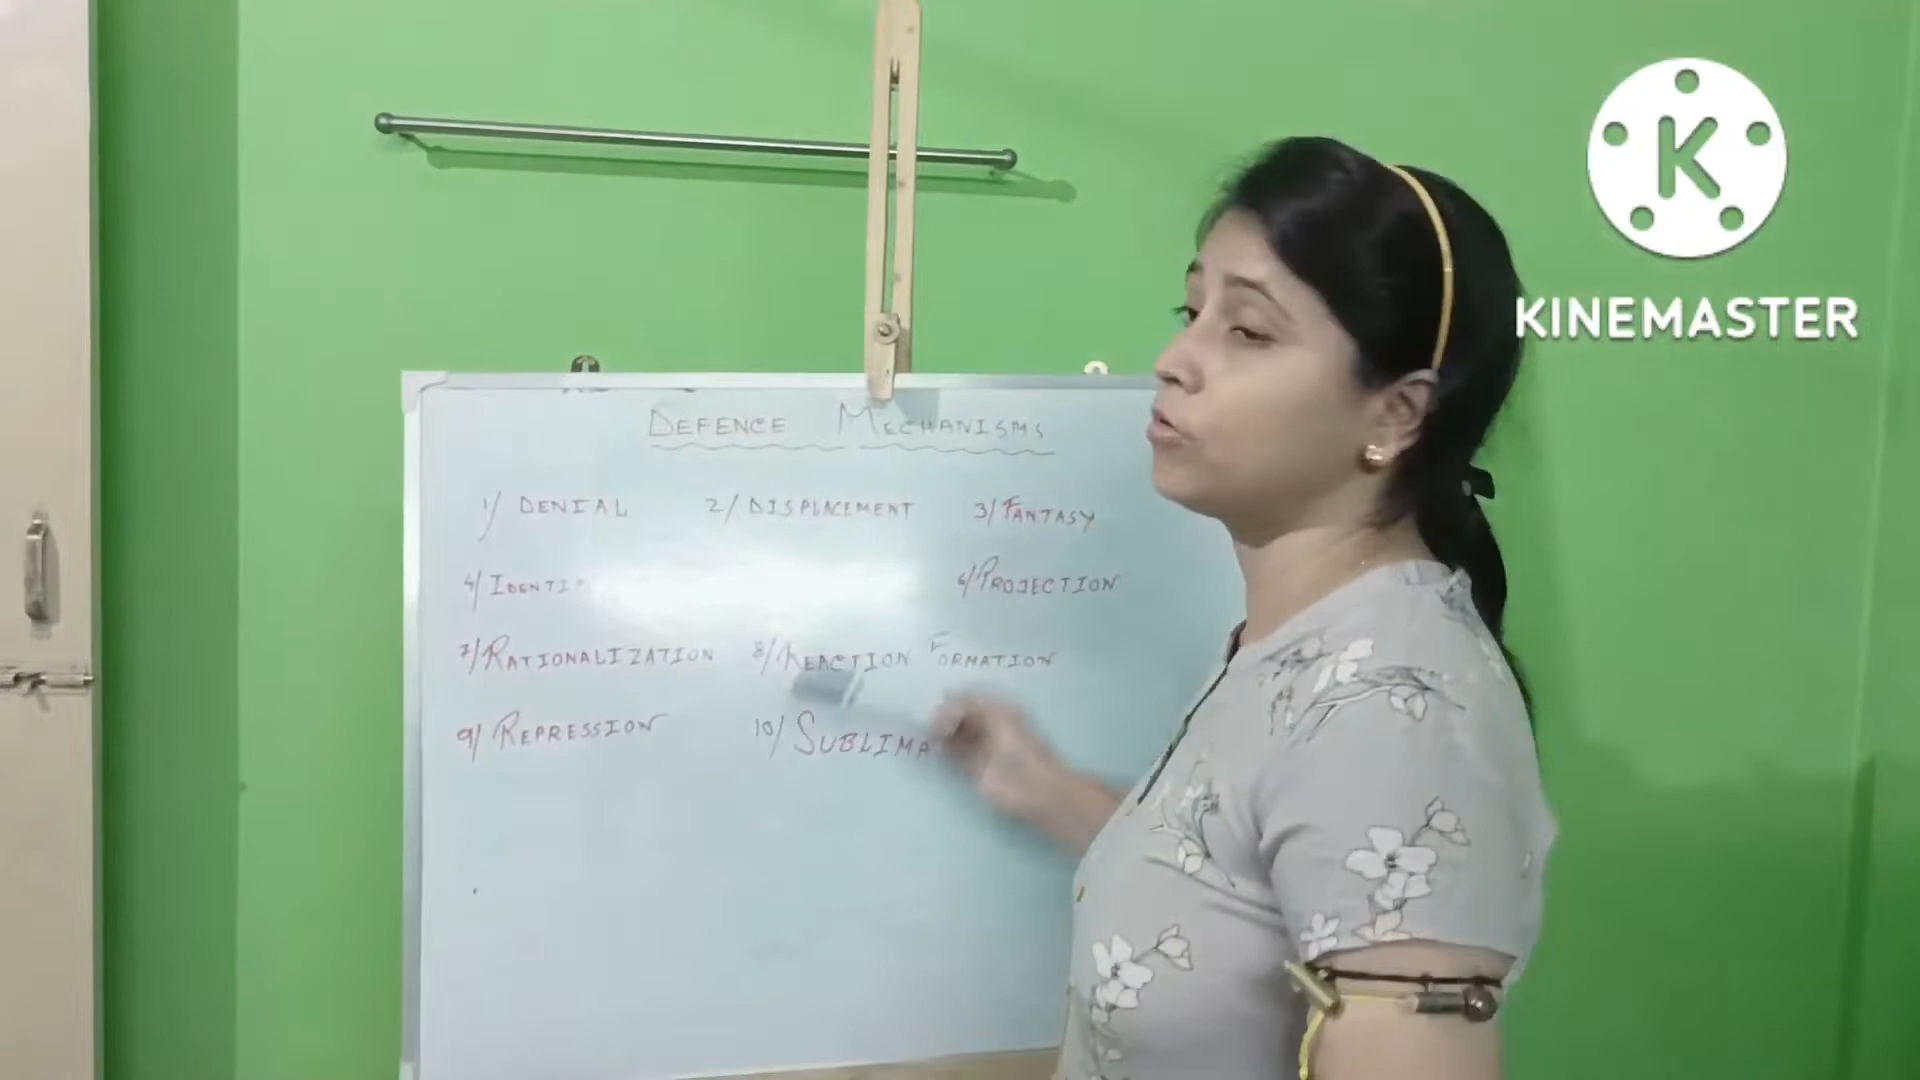 DEFENCE MECHANISMS
1/ DENIAL 2/ DISPLACEMENT 3/ FANTASY
4/ IDENTI 6/ PROJECTION
7/ RATIONALIZATION 8/ REACTION FORMATION
9/ REPRESSION 10/ SUBLIMA
K
KINEMASTER